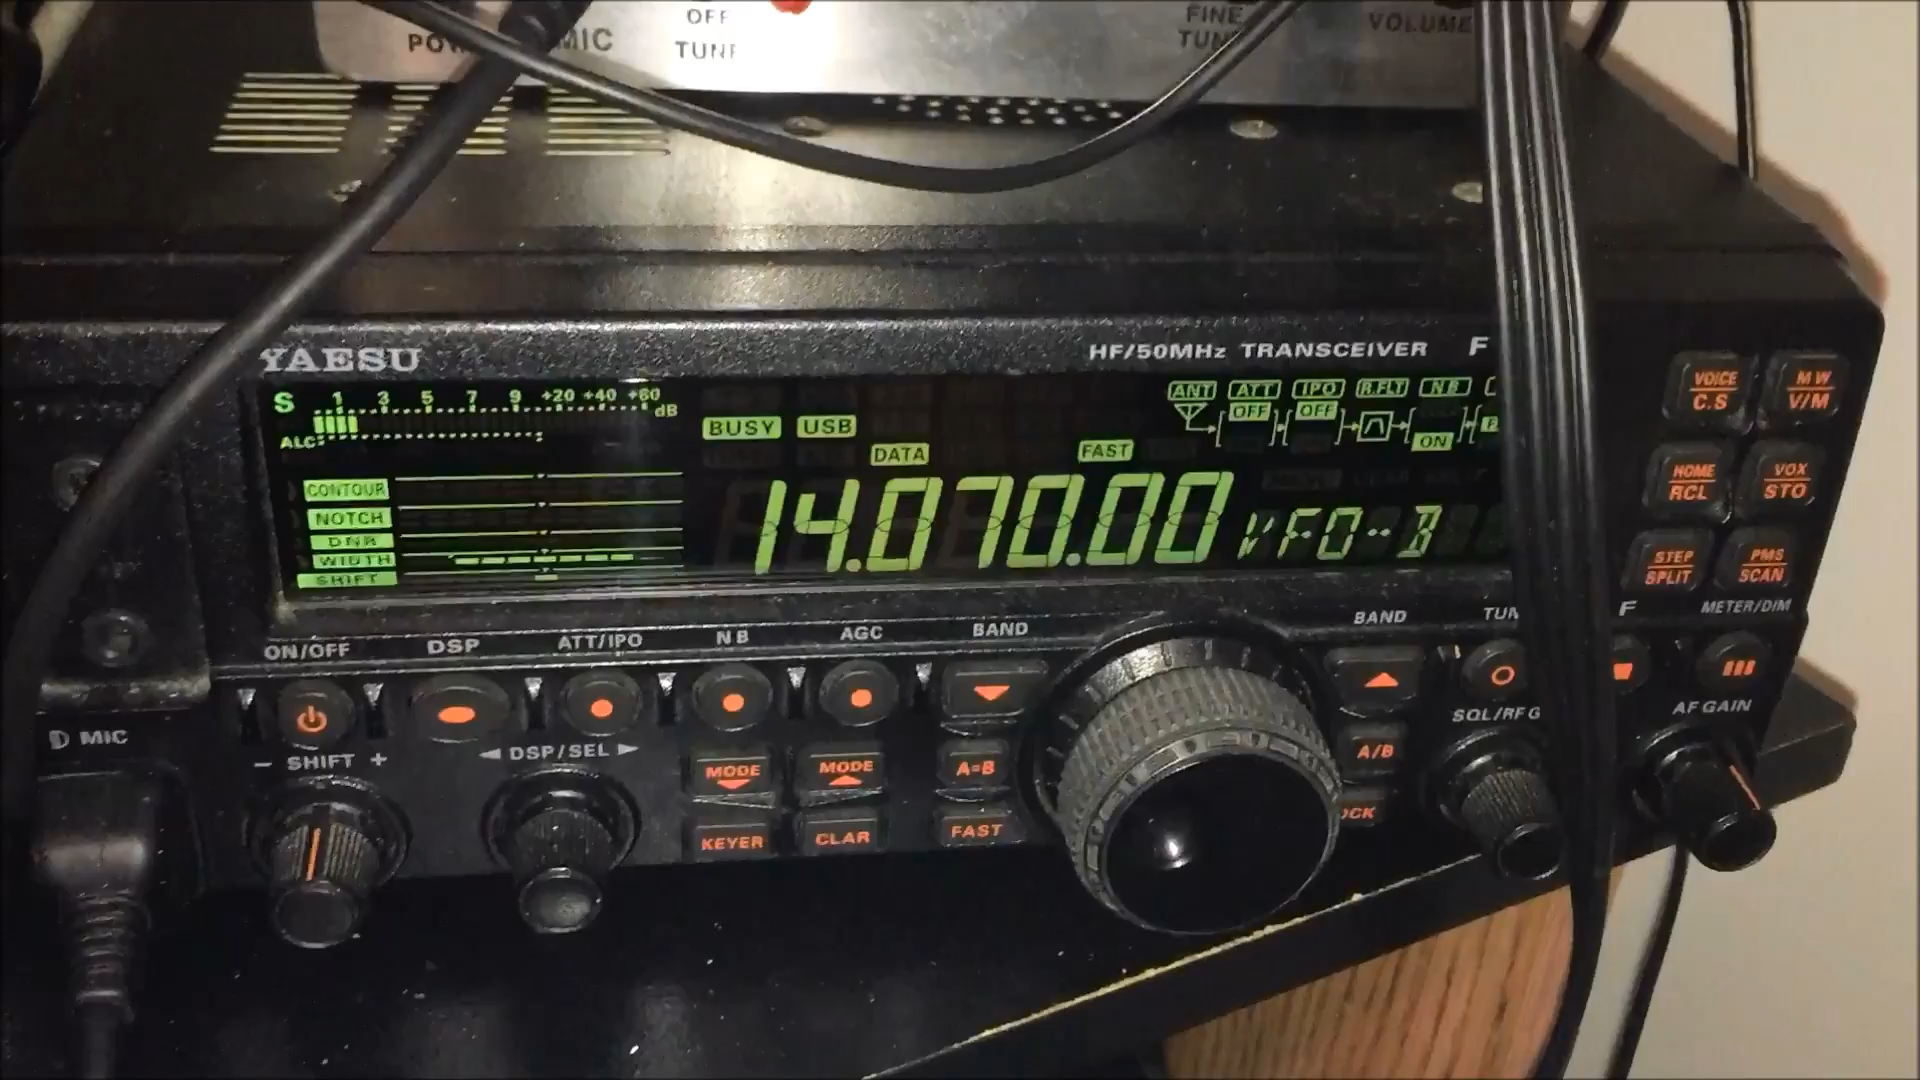 OFF
TUNE
MIC
FINE
VOLUME
YAESU
HF/50MHz TRANSCEIVER F
S 1 3 5 7 9 +20 +40 +60 dB
ALC
BUSY USB
DATA FAST
ANT ATT IPO R.FLT N.B
OFF OFF
ON
CONTOUR
NOTCH
DNR
WIDTH
SHIFT
14.070.00 VFO-B
VOICE
C.S
M W
V/M
HOME
RCL
VOX
STO
STEP
SPLIT
PMS
SCAN
ON/OFF DSP ATT/IPO NB AGC BAND BAND TUN F METER/DIM
MIC
- SHIFT +
DSP/SEL
MODE
MODE
A=B
A/B
SQL/RF G
AF GAIN
KEYER
CLAR
FAST
OCK